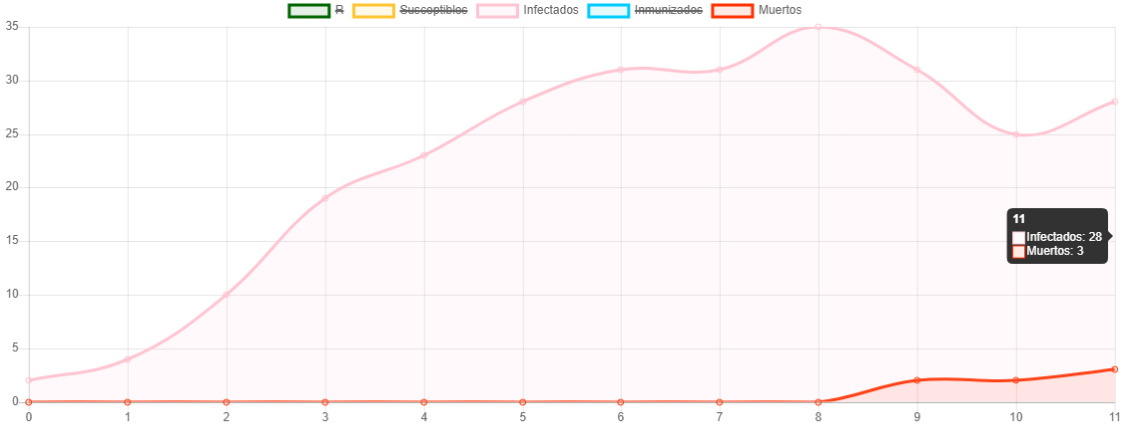 R Susceptibles Infectados Inmunizados Muertos
35
30
25
20
15
10
5
0
11
Infectados: 28
Muertos: 3
0 1 2 3 4 5 6 7 8 9 10 11